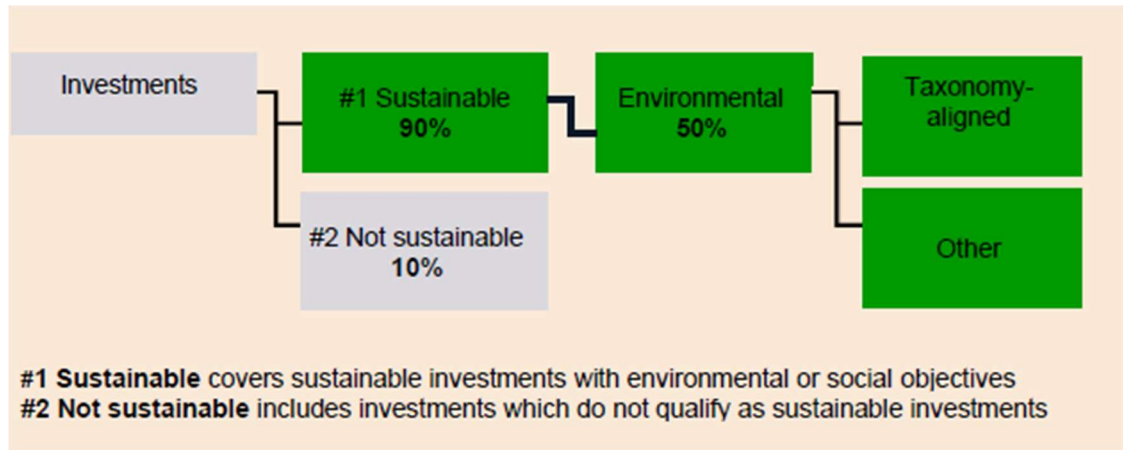 Investments
#1 Sustainable
90%
#2 Not sustainable
10%
Environmental
50%
Taxonomy-
aligned
Other
#1 Sustainable covers sustainable investments with environmental or social objectives
#2 Not sustainable includes investments which do not qualify as sustainable investments